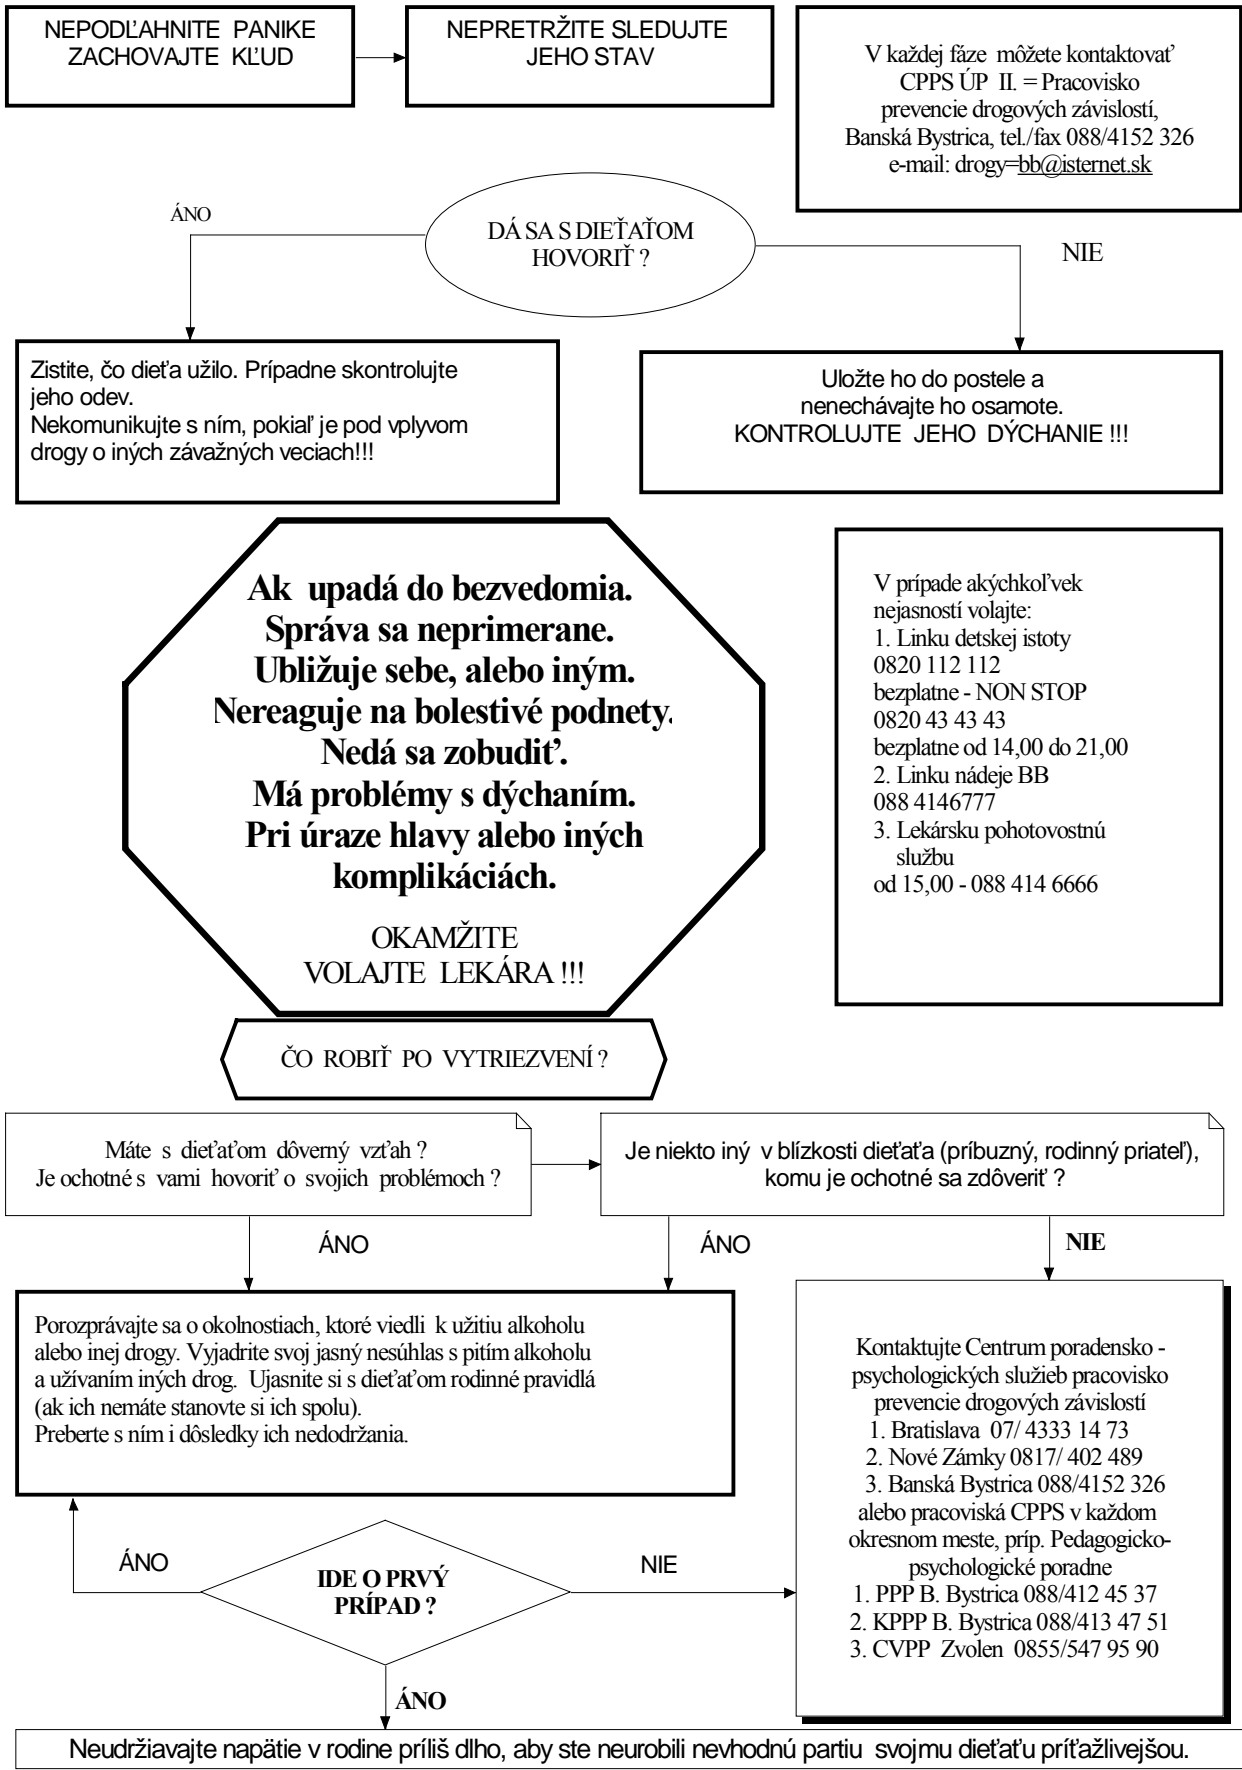 NEPODĽAHNITE PANIKE
ZACHOVAJTE KĽUD
NEPRETRŽITE SLEDUJTE
JEHO STAV
V každej fáze môžete kontaktovať
CPPS ÚP II. = Pracovisko
prevencie drogových závislostí,
Banská Bystrica, tel./fax 088/4152 326
e-mail: drogy=bb@isternet.sk
ÁNO
DÁ SA S DIEŤAŤOM
HOVORIŤ ?
NIE
Zistite, čo dieťa užilo. Prípadne skontrolujte
jeho odev.
Nekomunikujte s ním, pokiaľ je pod vplyvom
drogy o iných závažných veciach!!!
Uložte ho do postele a
nenechávajte ho osamote.
KONTROLUJTE JEHO DÝCHANIE !!!
Ak upadá do bezvedomia.
Správa sa neprimerane.
Ubližuje sebe, alebo iným.
Nereaguje na bolestivé podnety.
Nedá sa zobudiť.
Má problémy s dýchaním.
Pri úraze hlavy alebo iných
komplikáciách.
OKAMŽITE
VOLAJTE LEKÁRA !!!
V prípade akýchkoľvek
nejasností volajte:
1. Linku detskej istoty
0820 112 112
bezplatne - NON STOP
0820 43 43 43
bezplatne od 14,00 do 21,00
2. Linku nádeje BB
088 4146777
3. Lekársku pohotovostnú
službu
od 15,00 - 088 414 6666
ČO ROBIŤ PO VYTRIEZVENÍ ?
Máte s dieťaťom dôverný vzťah ?
Je ochotné s vami hovoriť o svojich problémoch ?
Je niekto iný v blízkosti dieťaťa (príbuzný, rodinný priateľ),
komu je ochotné sa zdôveriť ?
ÁNO
ÁNO
NIE
Porozprávajte sa o okolnostiach, ktoré viedli k užitiu alkoholu
alebo inej drogy. Vyjadrite svoj jasný nesúhlas s pitím alkoholu
a užívaním iných drog. Ujasnite si s dieťaťom rodinné pravidlá
(ak ich nemáte stanovte si ich spolu).
Preberte s ním i dôsledky ich nedodržania.
Kontaktujte Centrum poradensko -
psychologických služieb pracovisko
prevencie drogových závislostí
1. Bratislava 07/ 4333 14 73
2. Nové Zámky 0817/ 402 489
3. Banská Bystrica 088/4152 326
alebo pracoviská CPPS v každom
okresnom meste, príp. Pedagogicko-
psychologické poradne
1. PPP B. Bystrica 088/412 45 37
2. KPPP B. Bystrica 088/413 47 51
3. CVPP Zvolen 0855/547 95 90
ÁNO
IDE O PRVÝ
PRÍPAD ?
NIE
ÁNO
Neudržiavajte napätie v rodine príliš dlho, aby ste neurobili nevhodnú partiu svojmu dieťaťu príťažlivejšou.